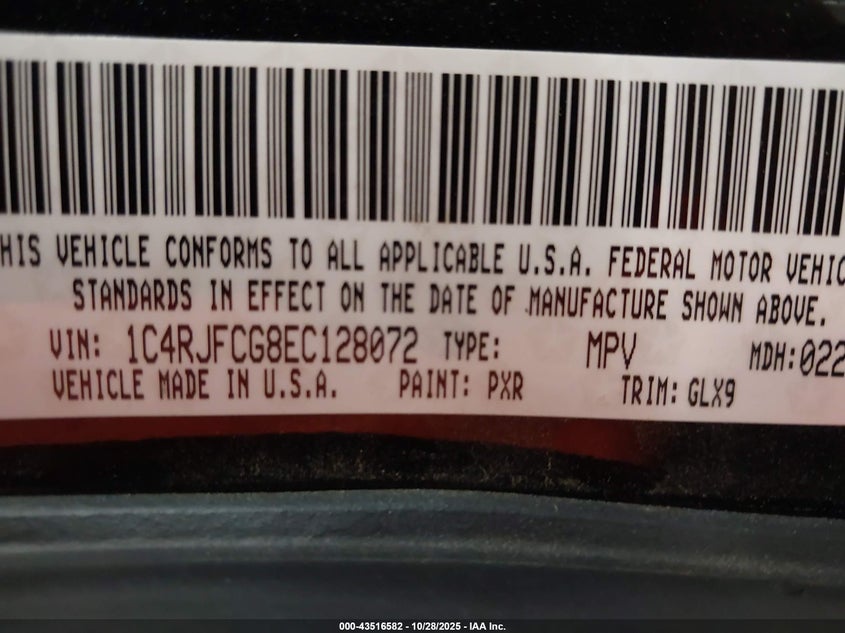 HIS VEHICLE CONFORMS TO ALL APPLICABLE U.S.A. FEDERAL MOTOR VEHIC
STANDARDS IN EFFECT ON THE DATE OF MANUFACTURE SHOWN ABOVE.
VIN: 1C4RJFCG8EC128072 TYPE: MPV MDH:022
VEHICLE MADE IN U.S.A. PAINT: PXR TRIM: GLX9
000-43516582 - 10/28/2025 - IAA Inc.